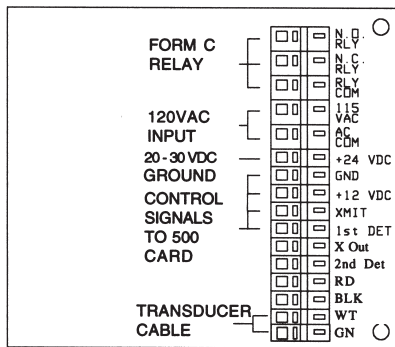 FORM C
RELAY
120VAC
INPUT
20 - 30 VDC
GROUND
CONTROL
SIGNALS
TO 500
CARD
TRANSDUCER
CABLE
N.O.
RLY
N.C.
RLY
RLY
COM
115
VAC
AC
COM
+24 VDC
GND
+12 VDC
XMIT
1st DET
X Out
2nd Det
RD
BLK
WT
GN